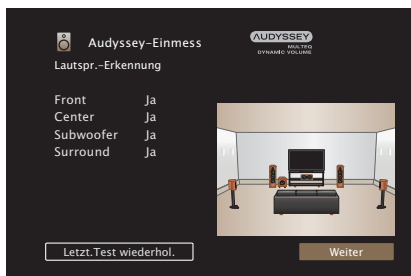 Audyssey-Einmess
AUDYSSEY
MULTEQ
DYNAMIC VOLUME
Lautspr.-Erkennung
Front Ja
Center Ja
Subwoofer Ja
Surround Ja
Letzt.Test wiederhol.
Weiter